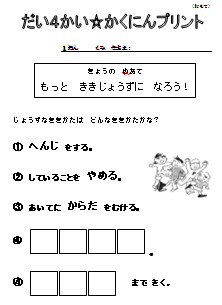 だい4かい☆かくにんプリント
1ねん
きょうの めあて
もっと ききじょうずに なろう!
じょうずなききかたは どんなききかたかな?
① へんじ をする。
② していることを やめる。
③ あいてに からだ をむける。
④ 。
⑤ まで きく。